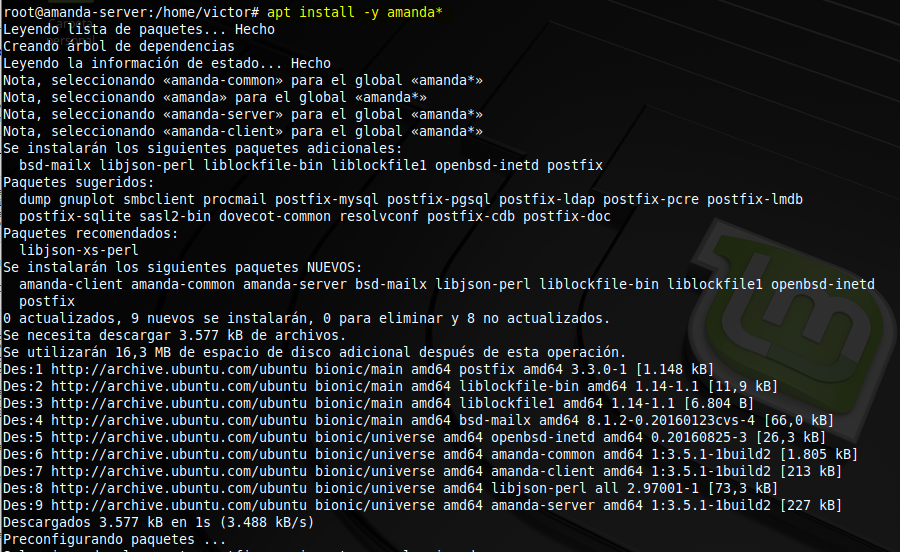 root@amanda-server:/home/victor# apt install -y amanda*
Leyendo lista de paquetes... Hecho
Creando árbol de dependencias
Leyendo la información de estado... Hecho
Nota, seleccionando «amanda-common» para el global «amanda*»
Nota, seleccionando «amanda» para el global «amanda*»
Nota, seleccionando «amanda-server» para el global «amanda*»
Nota, seleccionando «amanda-client» para el global «amanda*»
Se instalarán los siguientes paquetes adicionales:
  bsd-mailx libjson-perl liblockfile-bin liblockfile1 openbsd-inetd postfix
Paquetes sugeridos:
  dump gnuplot smbclient procmail postfix-mysql postfix-pgsql postfix-ldap postfix-pcre postfix-lmdb
  postfix-sqlite sasl2-bin dovecot-common resolvconf postfix-cdb postfix-doc
Paquetes recomendados:
  libjson-xs-perl
Se instalarán los siguientes paquetes NUEVOS:
  amanda-client amanda-common amanda-server bsd-mailx libjson-perl liblockfile-bin liblockfile1 openbsd-inetd
  postfix
0 actualizados, 9 nuevos se instalarán, 0 para eliminar y 8 no actualizados.
Se necesita descargar 3.577 kB de archivos.
Se utilizarán 16,3 MB de espacio de disco adicional después de esta operación.
Des:1 http://archive.ubuntu.com/ubuntu bionic/main amd64 postfix amd64 3.3.0-1 [1.148 kB]
Des:2 http://archive.ubuntu.com/ubuntu bionic/main amd64 liblockfile-bin amd64 1.14-1.1 [11,9 kB]
Des:3 http://archive.ubuntu.com/ubuntu bionic/main amd64 liblockfile1 amd64 1.14-1.1 [6.804 B]
Des:4 http://archive.ubuntu.com/ubuntu bionic/main amd64 bsd-mailx amd64 8.1.2-0.20160123cvs-4 [66,0 kB]
Des:5 http://archive.ubuntu.com/ubuntu bionic/universe amd64 openbsd-inetd amd64 0.20160825-3 [26,3 kB]
Des:6 http://archive.ubuntu.com/ubuntu bionic/universe amd64 amanda-common amd64 1:3.5.1-1build2 [1.805 kB]
Des:7 http://archive.ubuntu.com/ubuntu bionic/universe amd64 amanda-client amd64 1:3.5.1-1build2 [213 kB]
Des:8 http://archive.ubuntu.com/ubuntu bionic/main amd64 libjson-perl all 2.97001-1 [73,3 kB]
Des:9 http://archive.ubuntu.com/ubuntu bionic/universe amd64 amanda-server amd64 1:3.5.1-1build2 [227 kB]
Descargados 3.577 kB en 1s (3.488 kB/s)
Preconfigurando paquetes ...